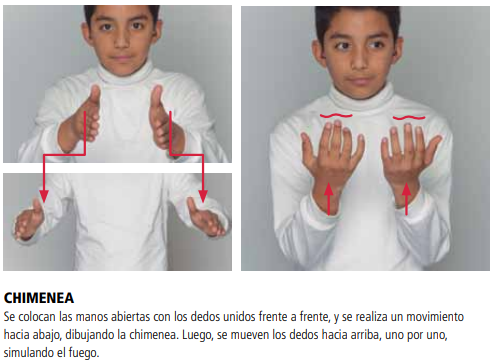 CHIMENEA
Se colocan las manos abiertas con los dedos unidos frente a frente, y se realiza un movimiento
hacia abajo, dibujando la chimenea. Luego, se mueven los dedos hacia arriba, uno por uno,
simulando el fuego.